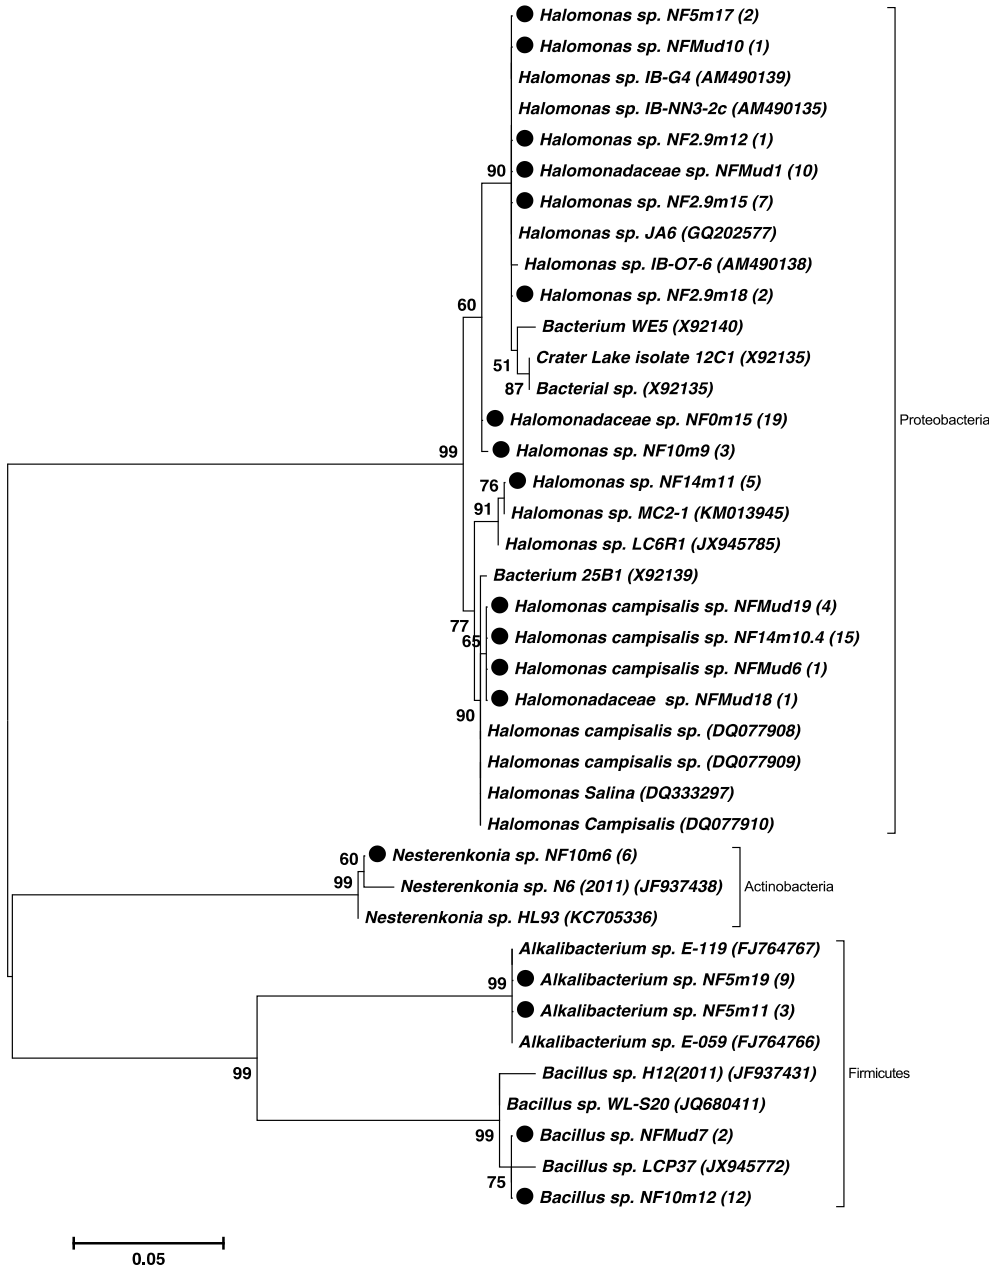 Halomonas sp. NF5m17 (2)
Halomonas sp. NFMud10 (1)
Halomonas sp. IB-G4 (AM490139)
Halomonas sp. IB-NN3-2c (AM490135)
Halomonas sp. NF2.9m12 (1)
90
Halomonadaceae sp. NFMud1 (10)
Halomonas sp. NF2.9m15 (7)
Halomonas sp. JA6 (GQ202577)
Halomonas sp. IB-O7-6 (AM490138)
Halomonas sp. NF2.9m18 (2)
60
Bacterium WE5 (X92140)
Crater Lake isolate 12C1 (X92135)
51
Bacterial sp. (X92135)
87
Halomonadaceae sp. NF0m15 (19)
Proteobacteria
Halomonas sp. NF10m9 (3)
99
Halomonas sp. NF14m11 (5)
76
Halomonas sp. MC2-1 (KM013945)
91
Halomonas sp. LC6R1 (JX945785)
Bacterium 25B1 (X92139)
Halomonas campisalis sp. NFMud19 (4)
77
Halomonas campisalis sp. NF14m10.4 (15)
65
Halomonas campisalis sp. NFMud6 (1)
Halomonadaceae sp. NFMud18 (1)
90
Halomonas campisalis sp. (DQ077908)
Halomonas campisalis sp. (DQ077909)
Halomonas Salina (DQ333297)
Halomonas Campisalis (DQ077910)
60
Nesterenkonia sp. NF10m6 (6)
99
Nesterenkonia sp. N6 (2011) (JF937438)
Actinobacteria
Nesterenkonia sp. HL93 (KC705336)
Alkalibacterium sp. E-119 (FJ764767)
99
Alkalibacterium sp. NF5m19 (9)
Alkalibacterium sp. NF5m11 (3)
Alkalibacterium sp. E-059 (FJ764766)
99
Bacillus sp. H12(2011) (JF937431)
Firmicutes
Bacillus sp. WL-S20 (JQ680411)
99
Bacillus sp. NFMud7 (2)
Bacillus sp. LCP37 (JX945772)
75
Bacillus sp. NF10m12 (12)
0.05